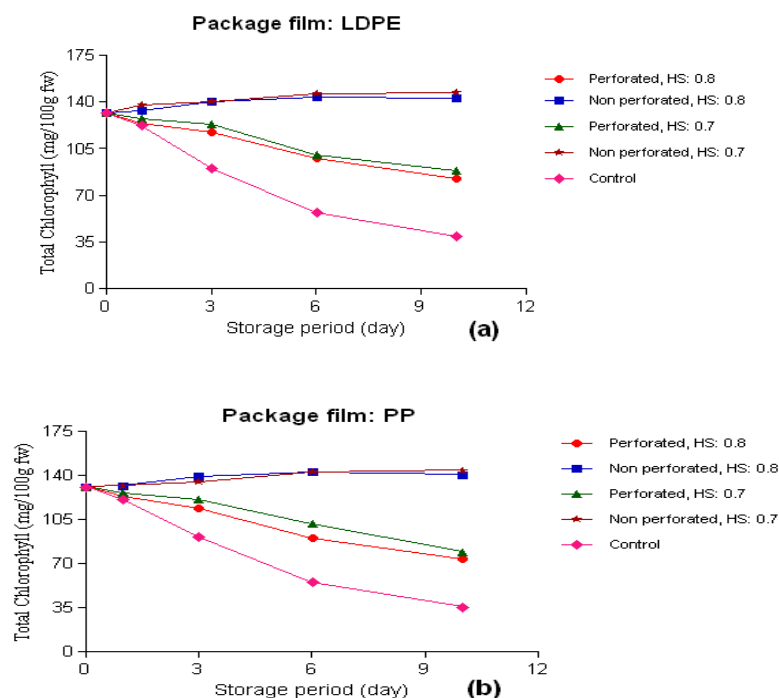 Package film: LDPE
Total Chlorophyll (mg/100g fw)
175
140
105
70
35
0
0 3 6 9 12
Storage period (day)
(a)
Perforated, HS: 0.8
Non perforated, HS: 0.8
Perforated, HS: 0.7
Non perforated, HS: 0.7
Control
Package film: PP
Total Chlorophyll (mg/100g fw)
175
140
105
70
35
0
0 3 6 9 12
Storage period (day)
(b)
Perforated, HS: 0.8
Non perforated, HS: 0.8
Perforated, HS: 0.7
Non perforated, HS: 0.7
Control